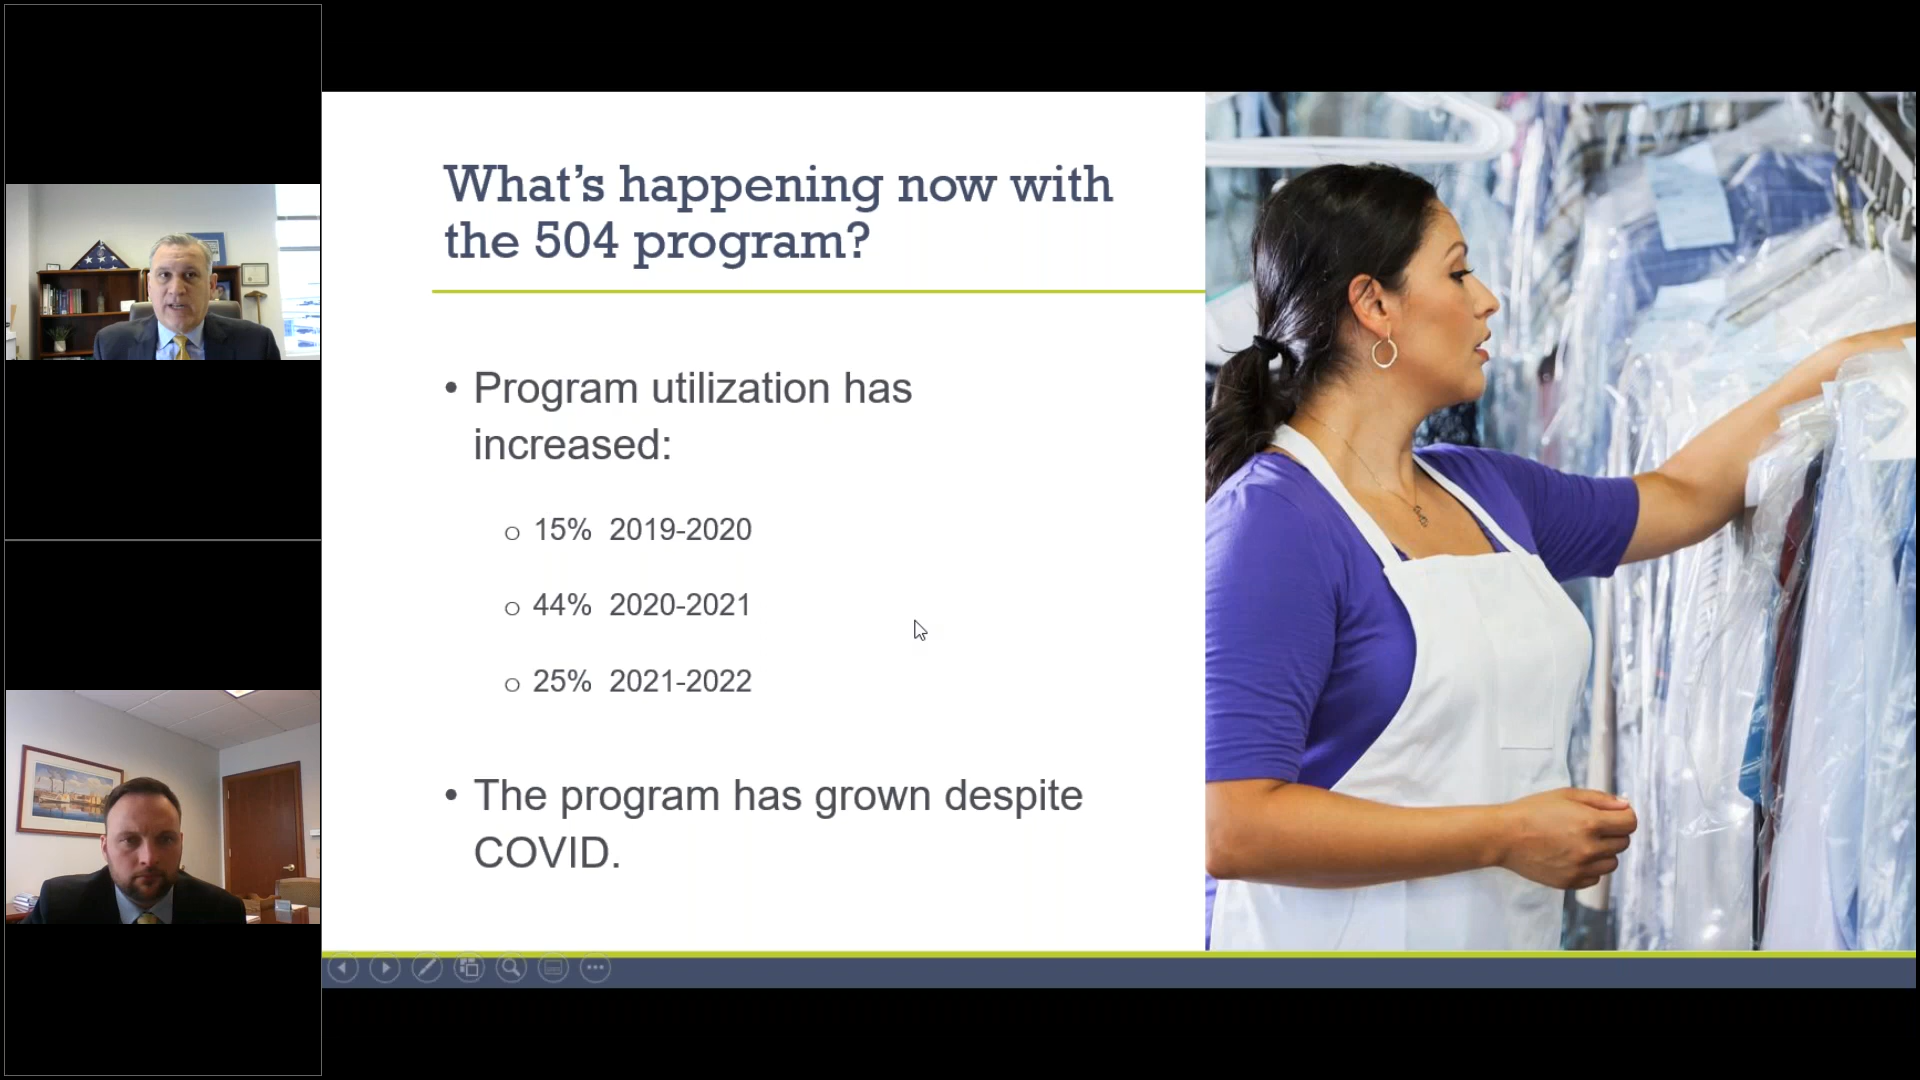 What’s happening now with
the 504 program?
• Program utilization has
increased:
o 15% 2019-2020
o 44% 2020-2021
o 25% 2021-2022
• The program has grown despite
COVID.